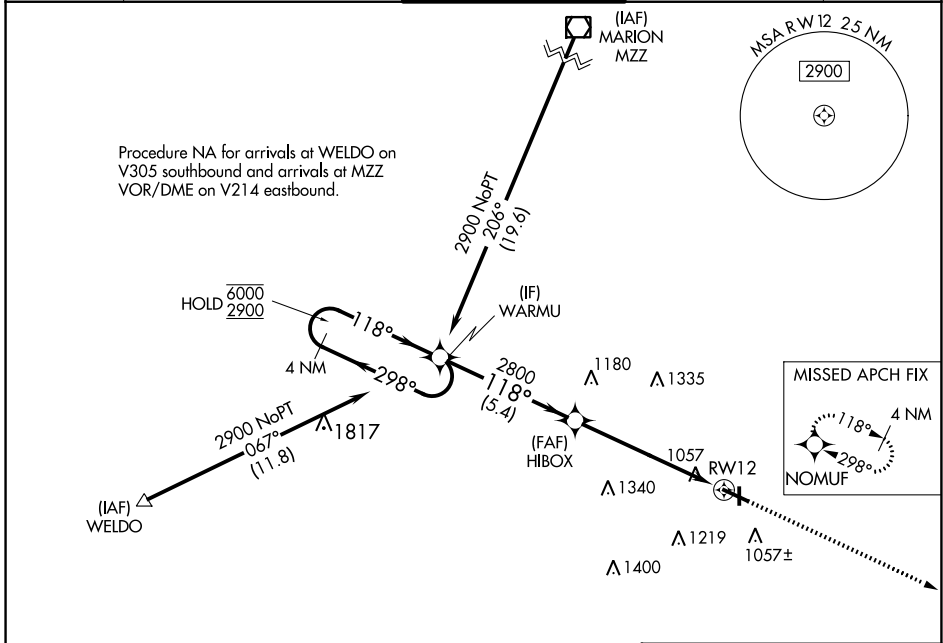 (IAF)
MARION
MZZ
MSA RW12 25 NM
2900
Procedure NA for arrivals at WELDO on
V305 southbound and arrivals at MZZ
VOR/DME on V214 eastbound.
2900 NoPT
206°
(19.6)
HOLD 6000
2900
(IF)
WARMU
118°
4 NM
298°
2800
118°
(5.4)
1180
1335
MISSED APCH FIX
4 NM
118°
298°
NOMUF
2900 NoPT
067°
(11.8)
1817
(FAF)
HIBOX
1057
RW12
(IAF)
WELDO
1340
1219
1057±
1400